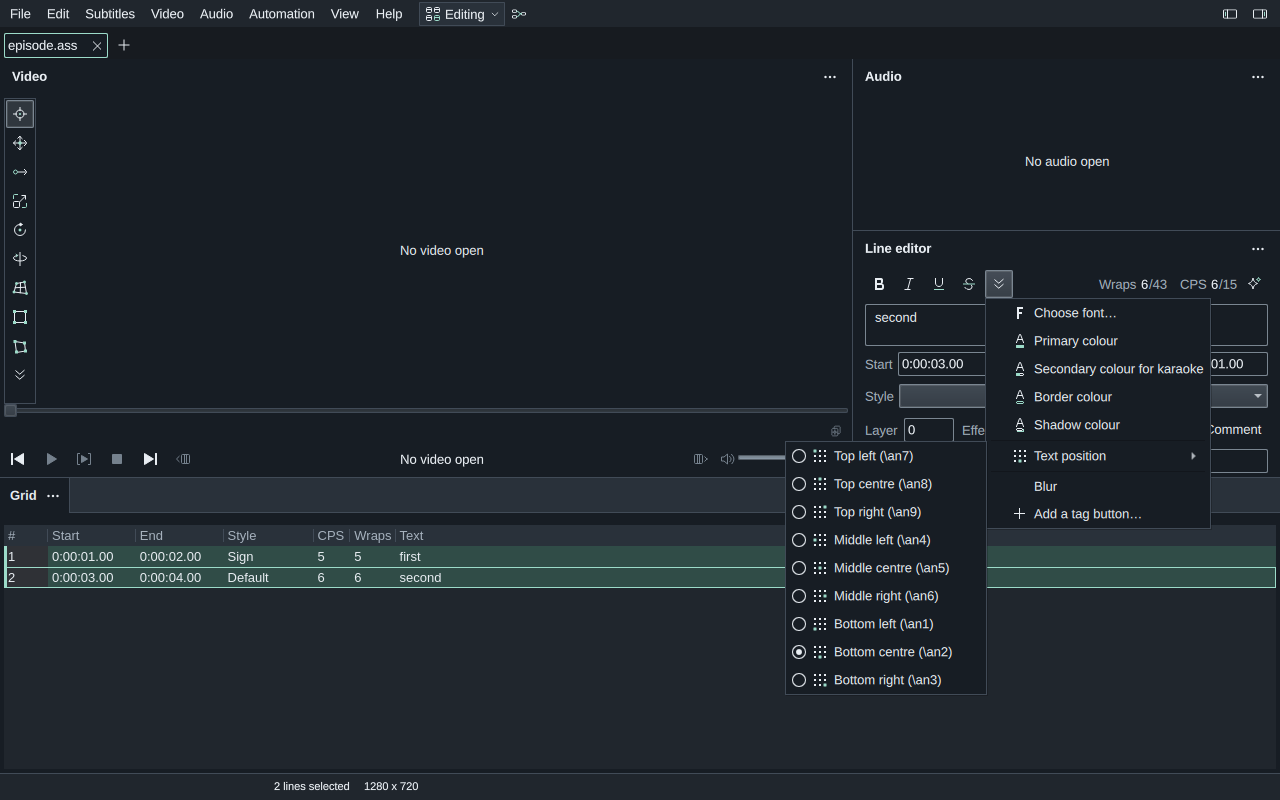 File Edit Subtitles Video Audio Automation View Help Editing
episode.ass
Video
Audio
No video open
No audio open
Line editor
B I U S Wraps 6/43 CPS 6/15
second
Start 0:00:03.00 01.00
Style
Layer 0 Effe Comment
Choose font…
Primary colour
Secondary colour for karaoke
Border colour
Shadow colour
Text position
Blur
Add a tag button…
Top left (\an7)
Top centre (\an8)
Top right (\an9)
Middle left (\an4)
Middle centre (\an5)
Middle right (\an6)
Bottom left (\an1)
Bottom centre (\an2)
Bottom right (\an3)
No video open
Grid
# Start End Style CPS Wraps Text
1 0:00:01.00 0:00:02.00 Sign 5 5 first
2 0:00:03.00 0:00:04.00 Default 6 6 second
2 lines selected 1280 x 720